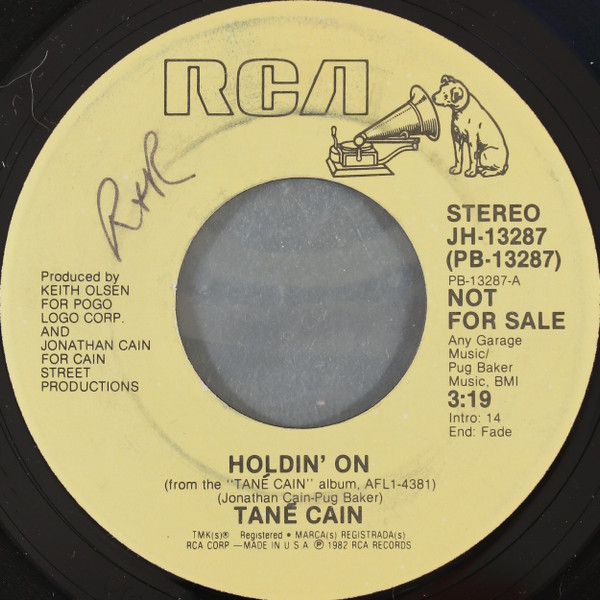 RCA
R+R
STEREO
JH-13287
(PB-13287)
PB-13287-A
NOT
FOR SALE
Any Garage
Music/
Pug Baker
Music, BMI
3:19
Intro: 14
End: Fade
Produced by
KEITH OLSEN
FOR POGO
LOGO CORP.
AND
JONATHAN CAIN
FOR CAIN
STREET
PRODUCTIONS
HOLDIN' ON
(from the "TANÉ CAIN" album, AFL1-4381)
(Jonathan Cain-Pug Baker)
TANÉ CAIN
TMK(s)® Registered • MARCA(s) REGISTRADA(s)
RCA CORP —MADE IN U S A ℗ 1982 RCA RECORDS